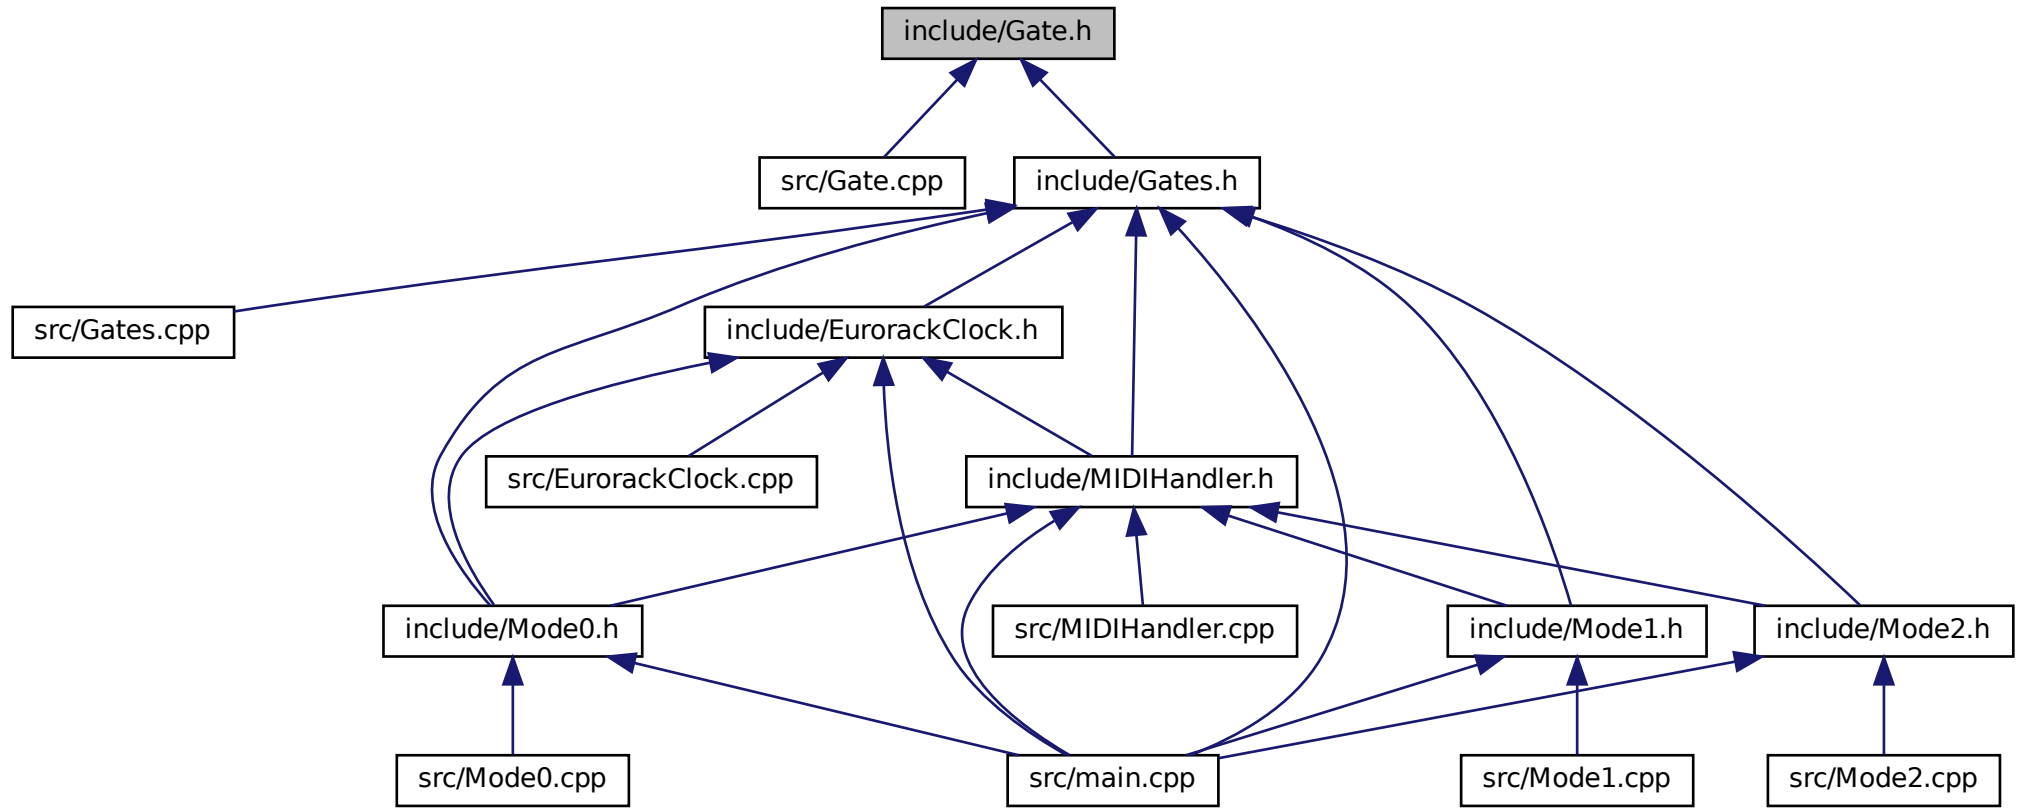 include/Gate.h
src/Gate.cpp
include/Gates.h
src/Gates.cpp
include/EurorackClock.h
src/EurorackClock.cpp
include/MIDIHandler.h
include/Mode0.h
src/MIDIHandler.cpp
include/Mode1.h
include/Mode2.h
src/Mode0.cpp
src/main.cpp
src/Mode1.cpp
src/Mode2.cpp